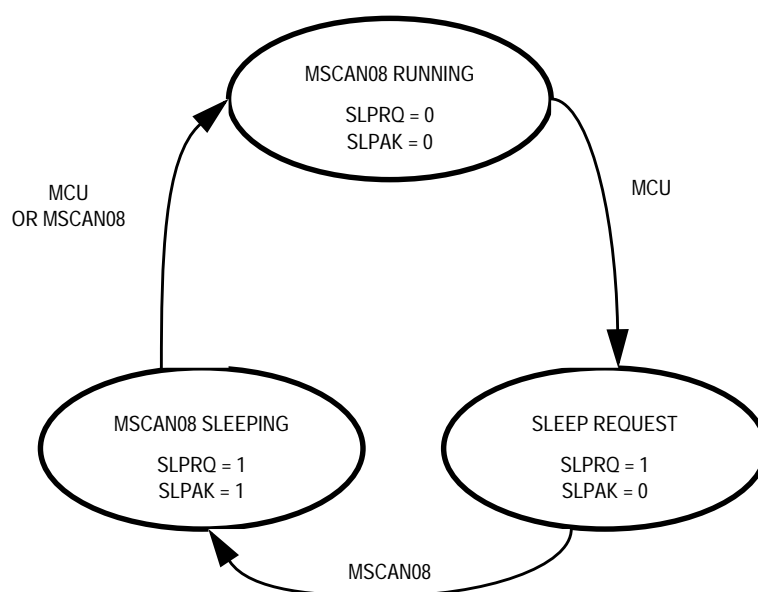 MSCAN08 RUNNING
SLPRQ = 0
SLPAK = 0
MCU
OR MSCAN08
MCU
MSCAN08 SLEEPING
SLPRQ = 1
SLPAK = 1
SLEEP REQUEST
SLPRQ = 1
SLPAK = 0
MSCAN08